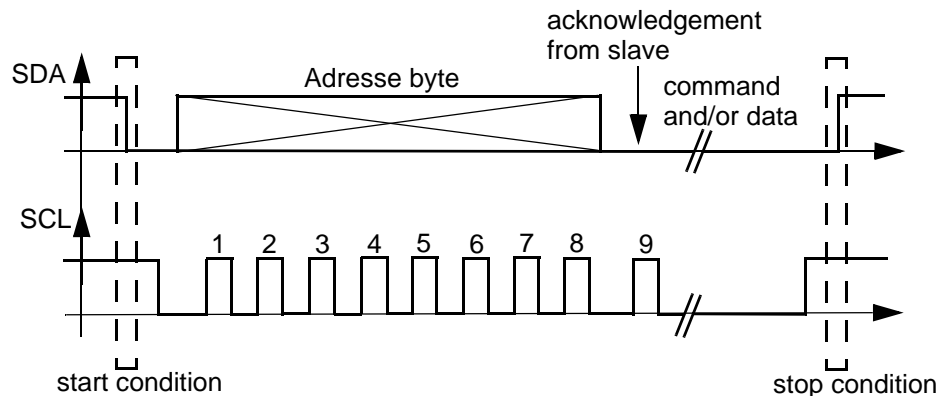 acknowledgement
from slave
SDA
Adresse byte
command
and/or data
SCL
1 2 3 4 5 6 7 8 9
start condition
stop condition